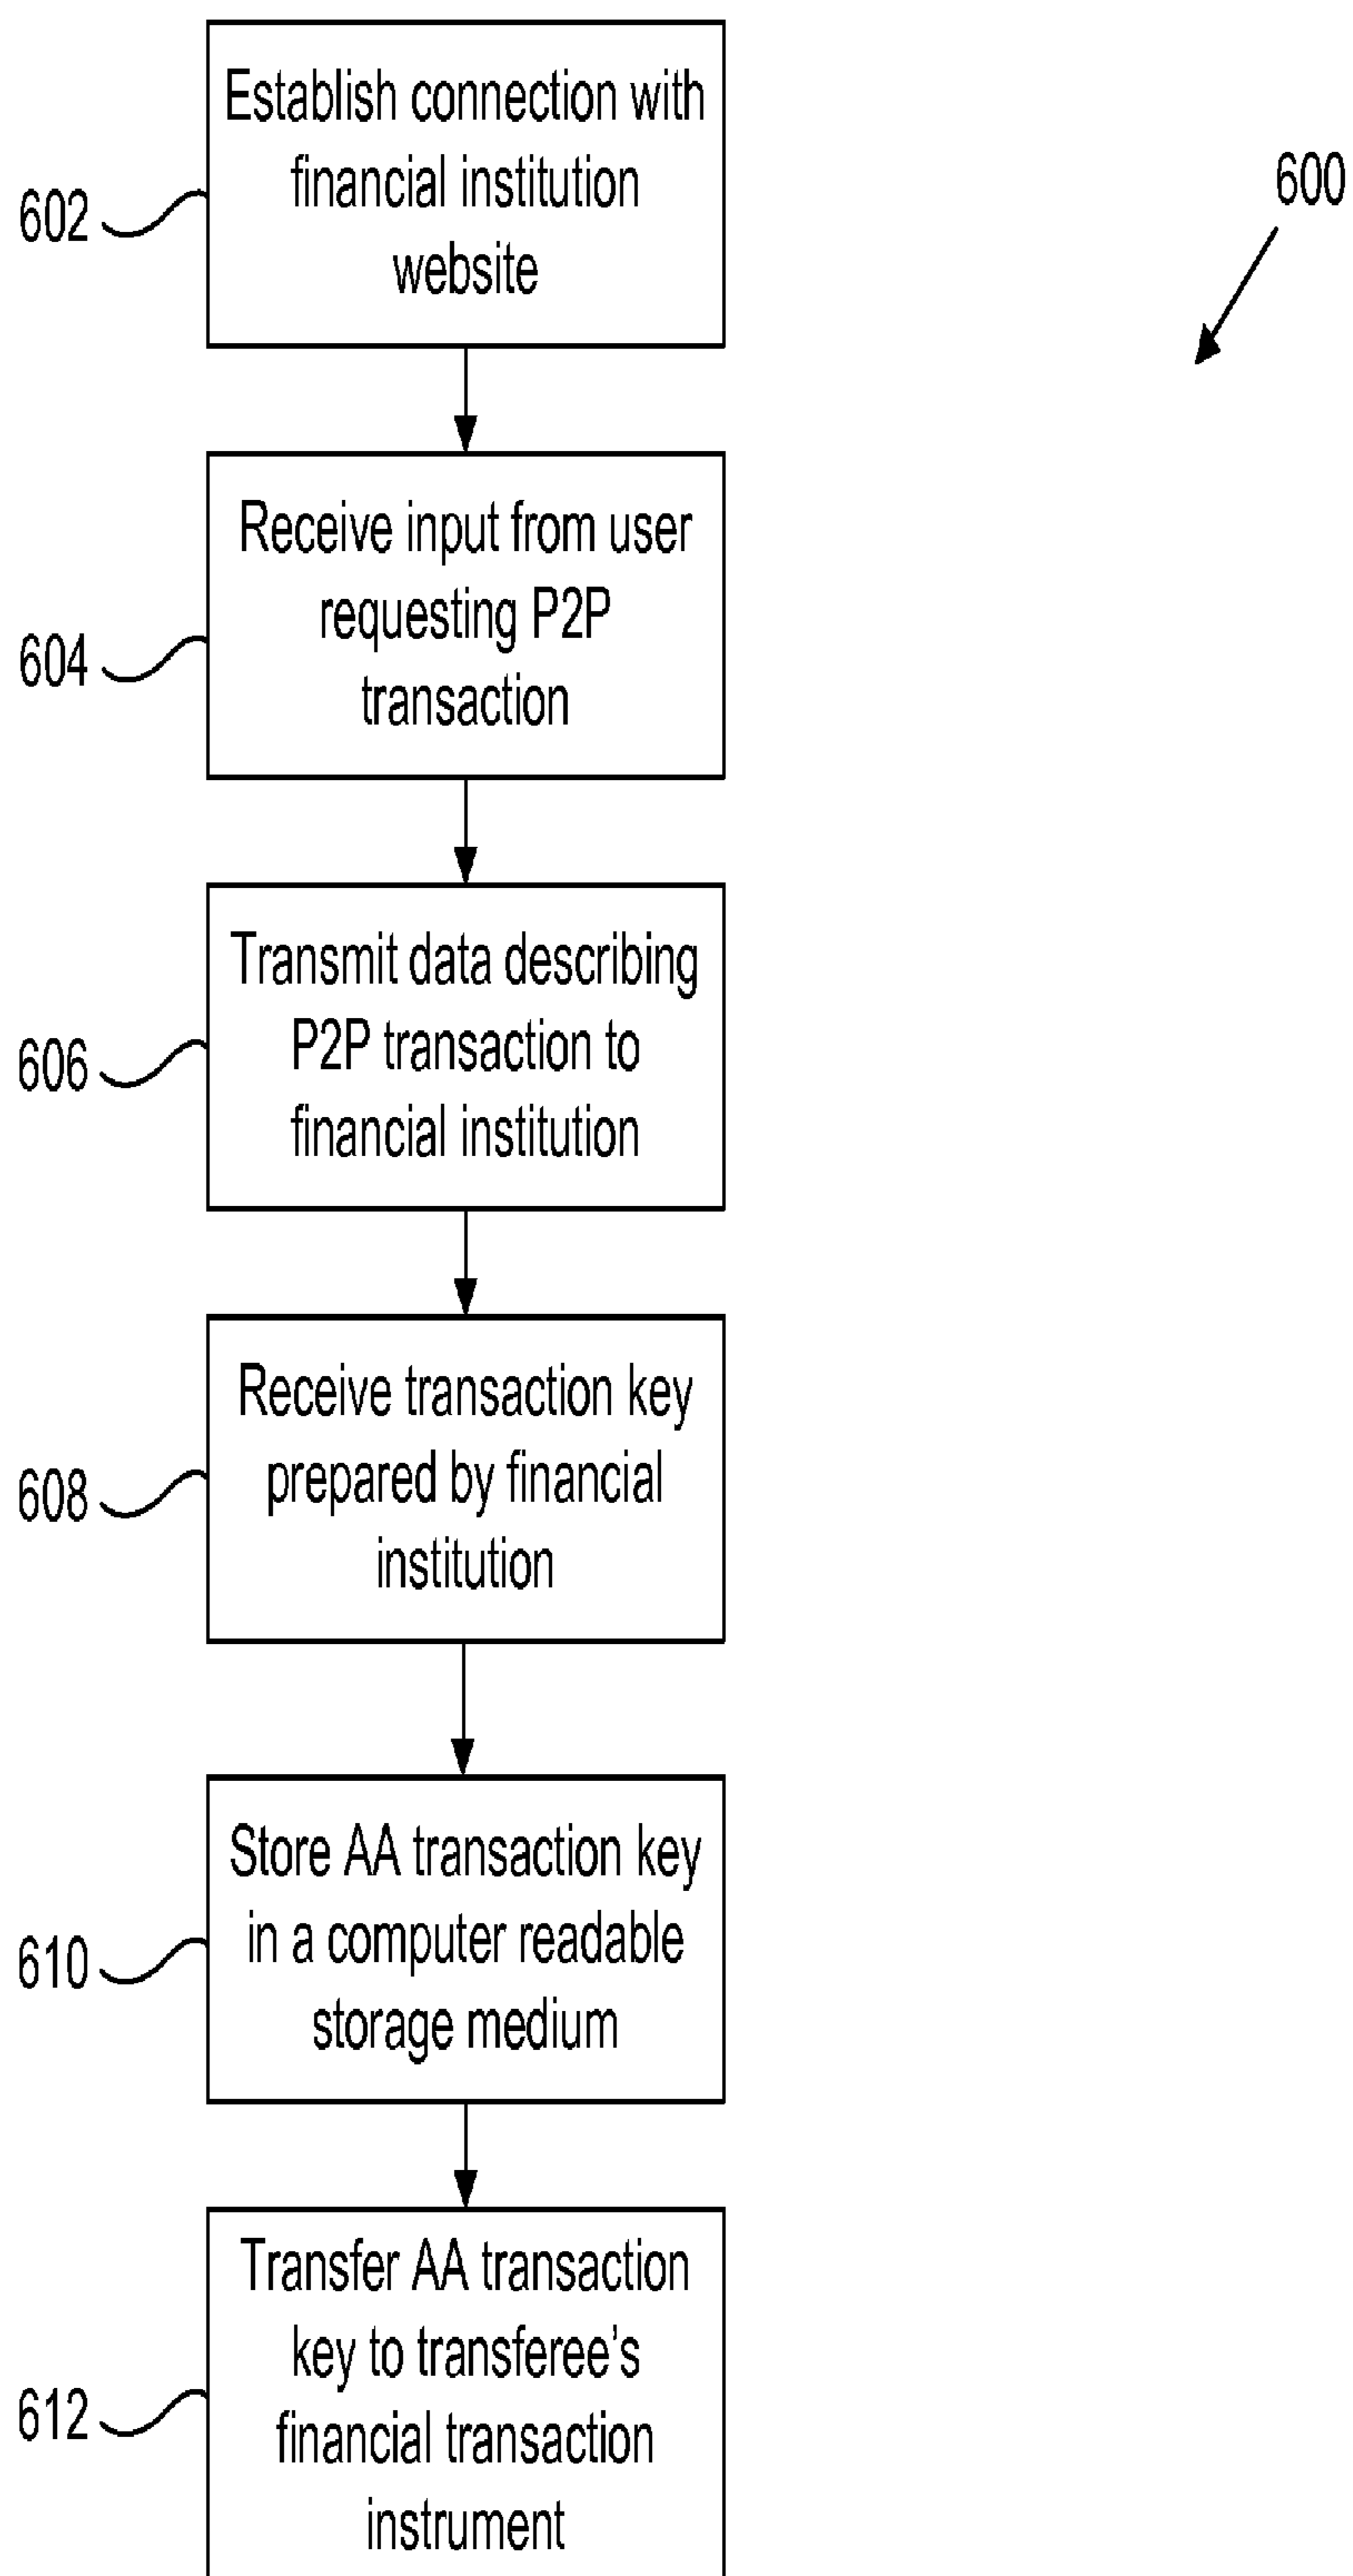 Establish connection with
financial institution
website
602
600
Receive input from user
requesting P2P
transaction
604
Transmit data describing
P2P transaction to
financial institution
606
Receive transaction key
prepared by financial
institution
608
Store AA transaction key
in a computer readable
storage medium
610
Transfer AA transaction
key to transferee's
financial transaction
instrument
612